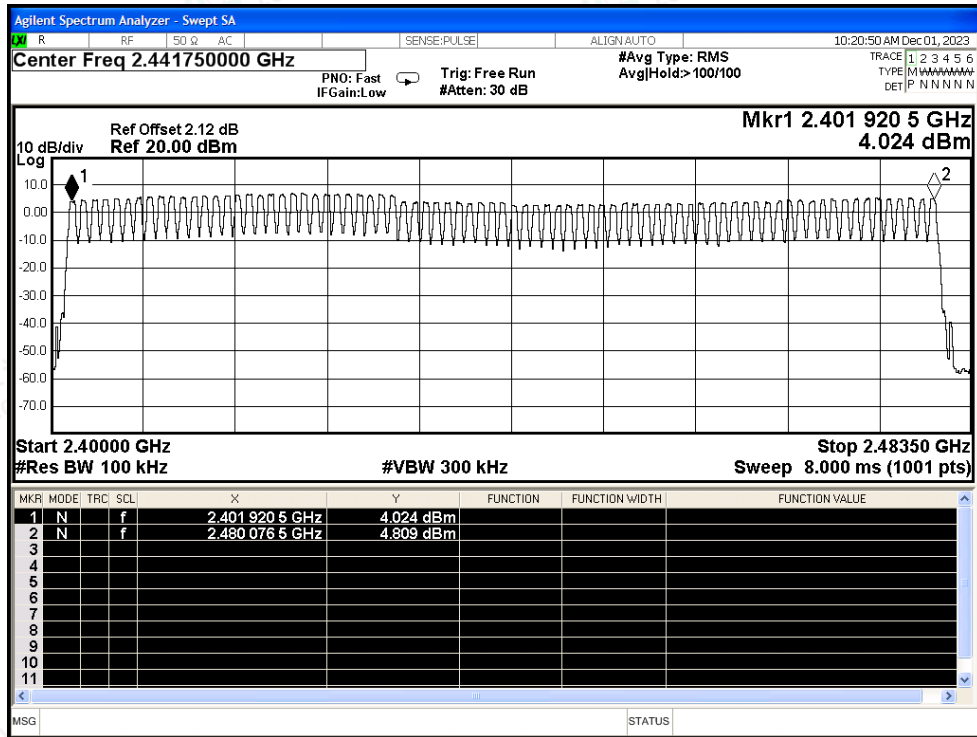 Agilent Spectrum Analyzer - Swept SA
LXI R RF 50 Ω AC SENSE:PULSE ALIGN AUTO 10:20:50 AM Dec 01, 2023
Center Freq 2.441750000 GHz
PNO: Fast
IFGain:Low
Trig: Free Run
#Atten: 30 dB
#Avg Type: RMS
Avg|Hold:>100/100
TRACE 1 2 3 4 5 6
TYPE M
DET P N N N N N
Ref Offset 2.12 dB
10 dB/div Ref 20.00 dBm
Log
Mkr1 2.401 920 5 GHz
4.024 dBm
1
2
10.0
0.00
-10.0
-20.0
-30.0
-40.0
-50.0
-60.0
-70.0
Start 2.40000 GHz Stop 2.48350 GHz
#Res BW 100 kHz #VBW 300 kHz Sweep 8.000 ms (1001 pts)
MKR MODE TRC SCL X Y FUNCTION FUNCTION WIDTH FUNCTION VALUE
1 N f 2.401 920 5 GHz 4.024 dBm
2 N f 2.480 076 5 GHz 4.809 dBm
3
4
5
6
7
8
9
10
11
MSG STATUS